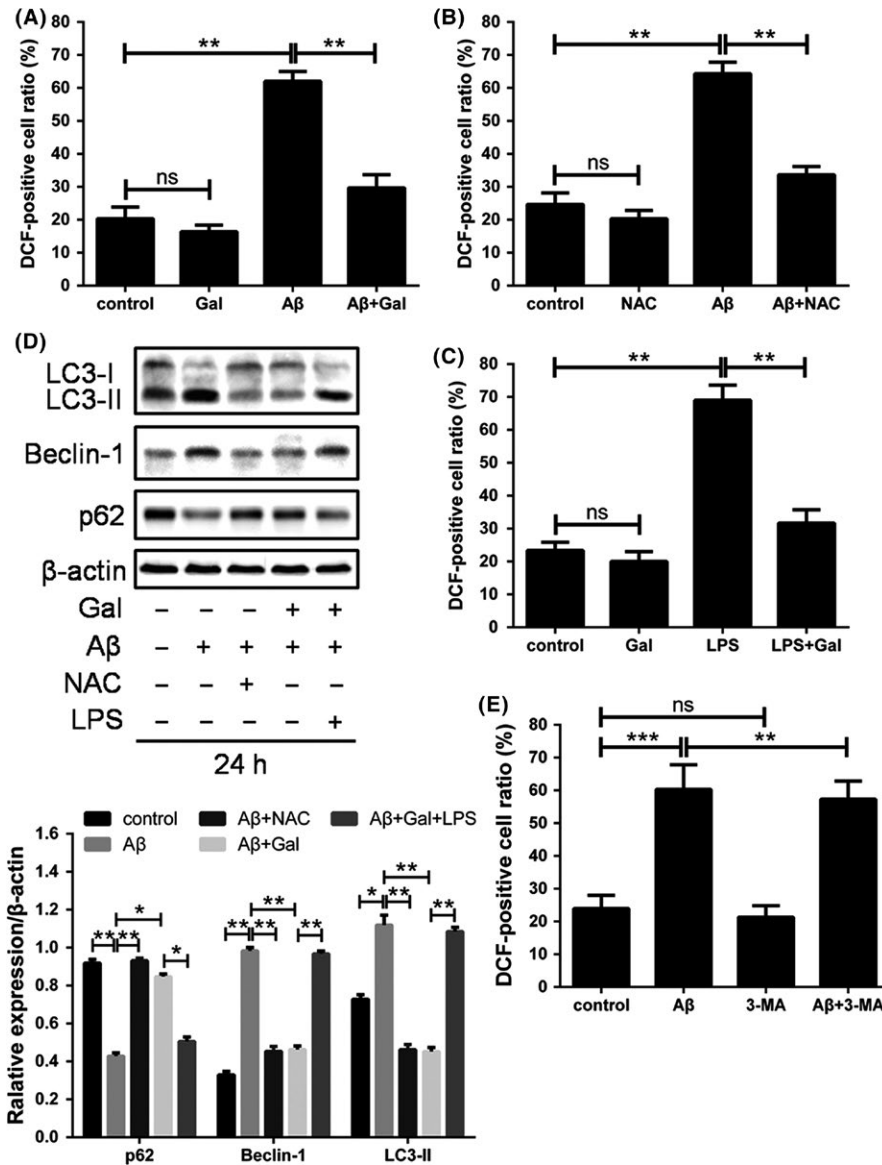 (A)
DCF-positive cell ratio (%)
80
70
60
50
40
30
20
10
0
**
**
ns
control Gal Aβ Aβ+Gal
(B)
DCF-positive cell ratio (%)
80
70
60
50
40
30
20
10
0
**
**
ns
control NAC Aβ Aβ+NAC
(D)
LC3-I
LC3-II
Beclin-1
p62
β-actin
Gal – – – + +
Aβ – + + + +
NAC – – + – –
LPS – – – – +
24 h
(C)
DCF-positive cell ratio (%)
80
70
60
50
40
30
20
10
0
**
**
ns
control Gal LPS LPS+Gal
control Aβ+NAC Aβ+Gal+LPS
Aβ Aβ+Gal
Ralative expression/β-actin
1.6
1.4
1.2
1.0
0.8
0.6
0.4
0.2
0.0
*
** **
*
**
** **
**
**
* **
**
p62 Beclin-1 LC3-II
(E)
DCF-positive cell ratio (%)
80
70
60
50
40
30
20
10
0
ns
*** **
control Aβ 3-MA Aβ+3-MA